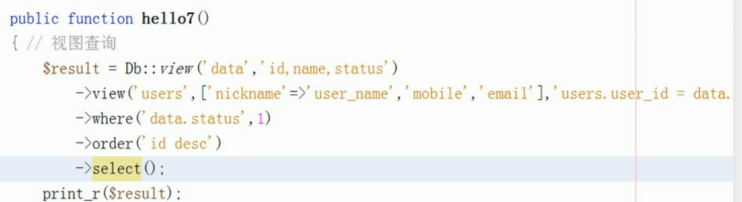 public function hello7()
{ // 视图查询
$result = Db::view('data','id,name,status')
->view('users',['nickname'=>'user_name','mobile','email'],'users.user_id = data.
->where('data.status',1)
->order('id desc')
->select();
print_r($result);